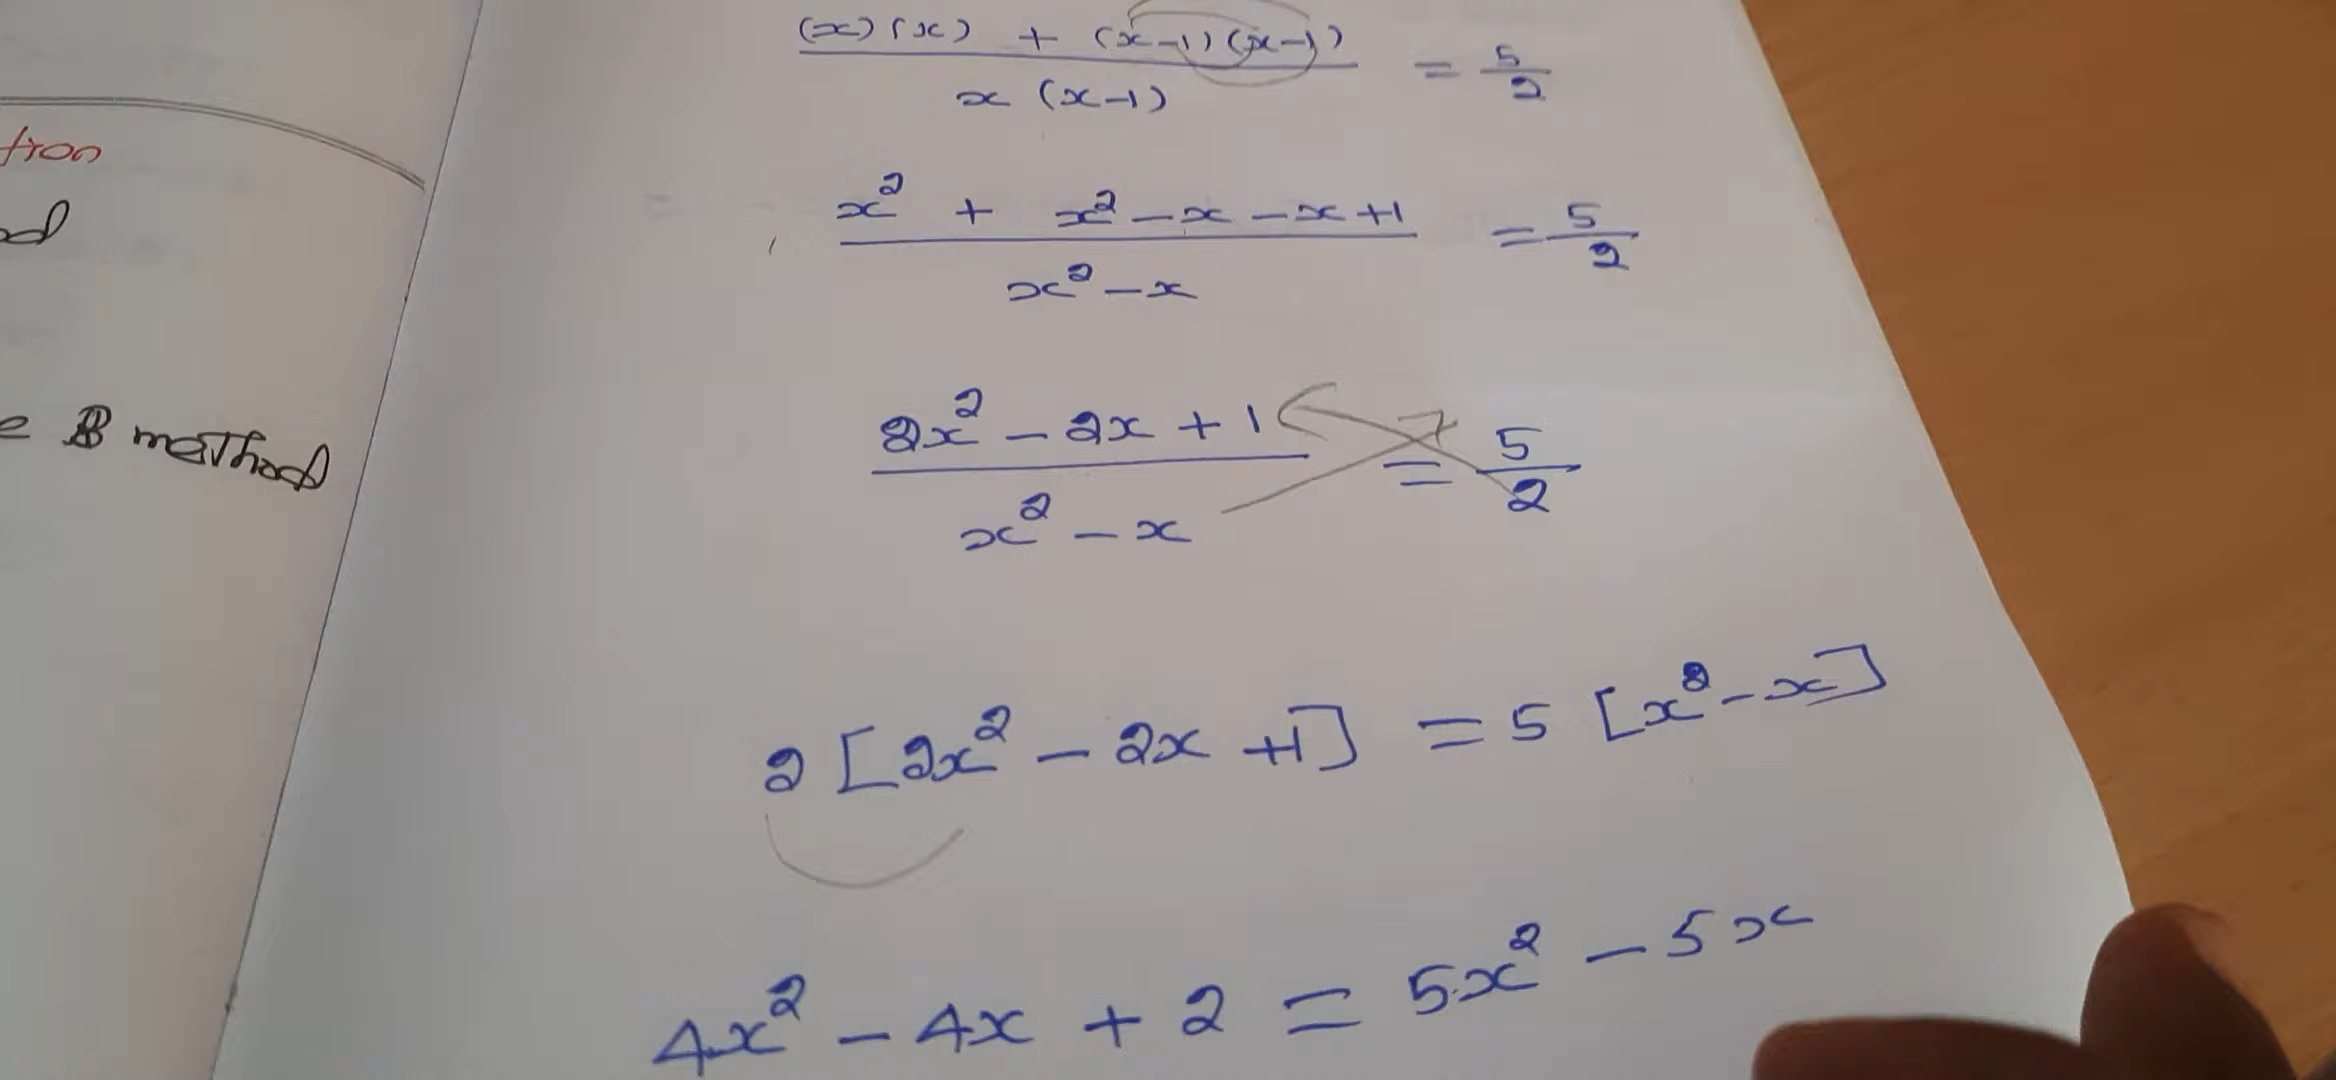 tion
od
e B method
(x)(x) + (x-1)(x-1) / x(x-1) = 5/2
x² + x² - x - x + 1 / x² - x = 5/2
2x² - 2x + 1 / x² - x = 5/2
2[2x² - 2x + 1] = 5[x² - x]
4x² - 4x + 2 = 5x² - 5x